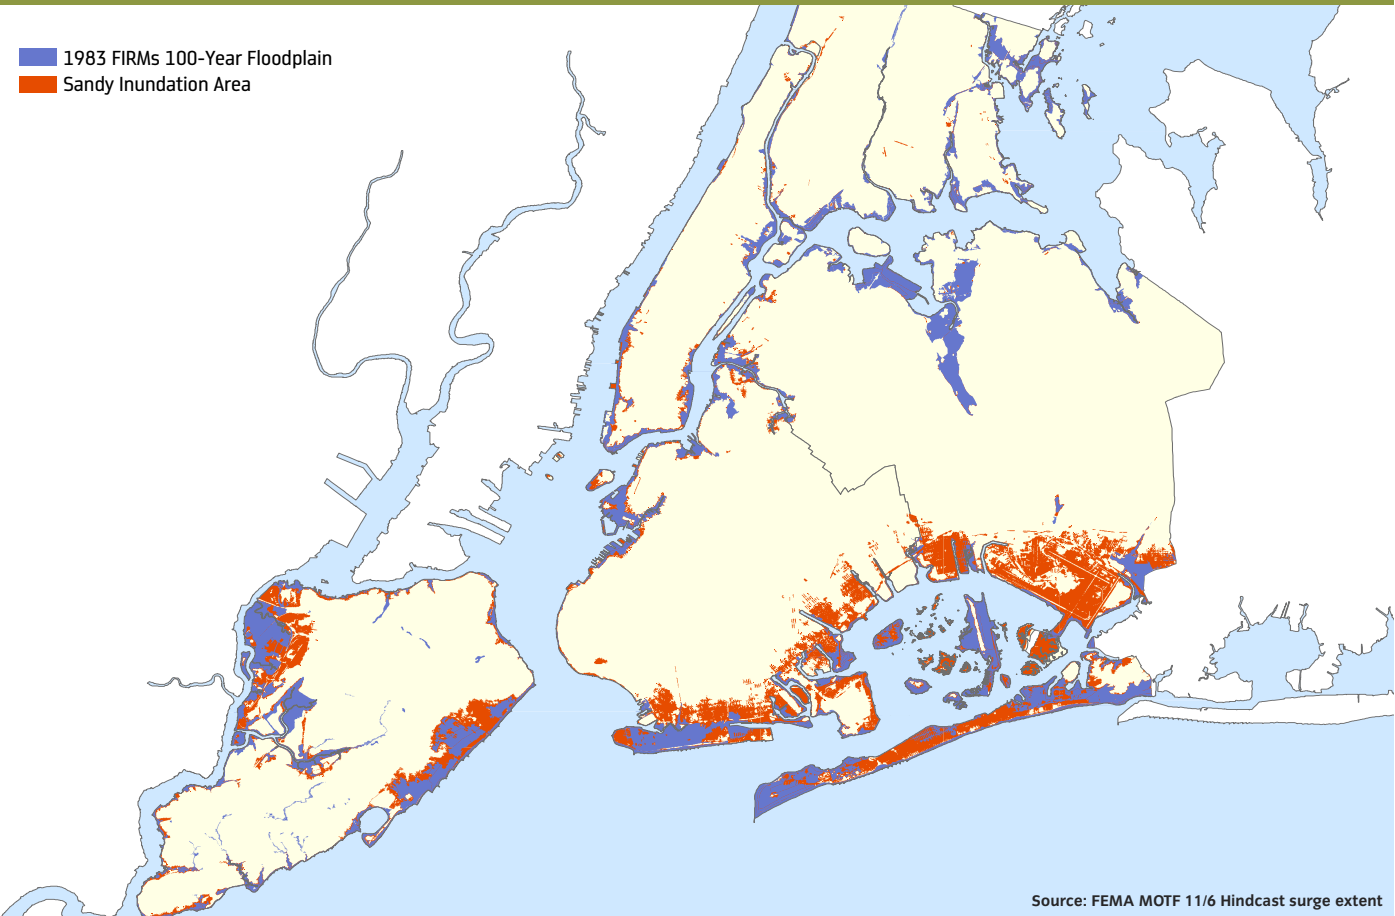 1983 FIRMs 100-Year Floodplain
Sandy Inundation Area
Source: FEMA MOTF 11/6 Hindcast surge extent